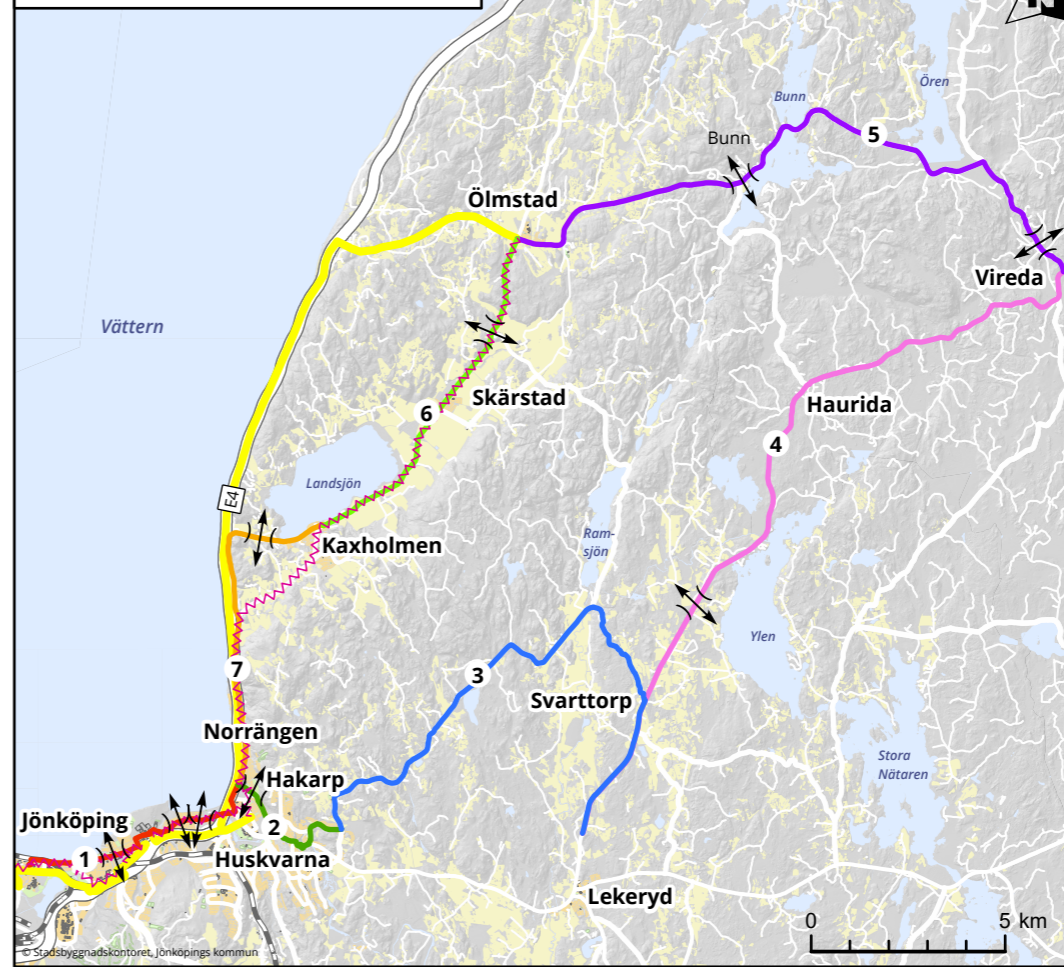 N
Ören
Bunn
5
Bunn
Ölmstad
Vireda
Vättern
Skärstad
6
Haurida
4
Landsjön
E4
Ram-
sjön
Kaxholmen
Ylen
7
3
Svarttorp
Norrängen
Stora
Nätaren
Hakarp
Jönköping
2
1
Huskvarna
Lekeryd
0 5 km
© Stadsbyggnadskontoret, Jönköpings kommun